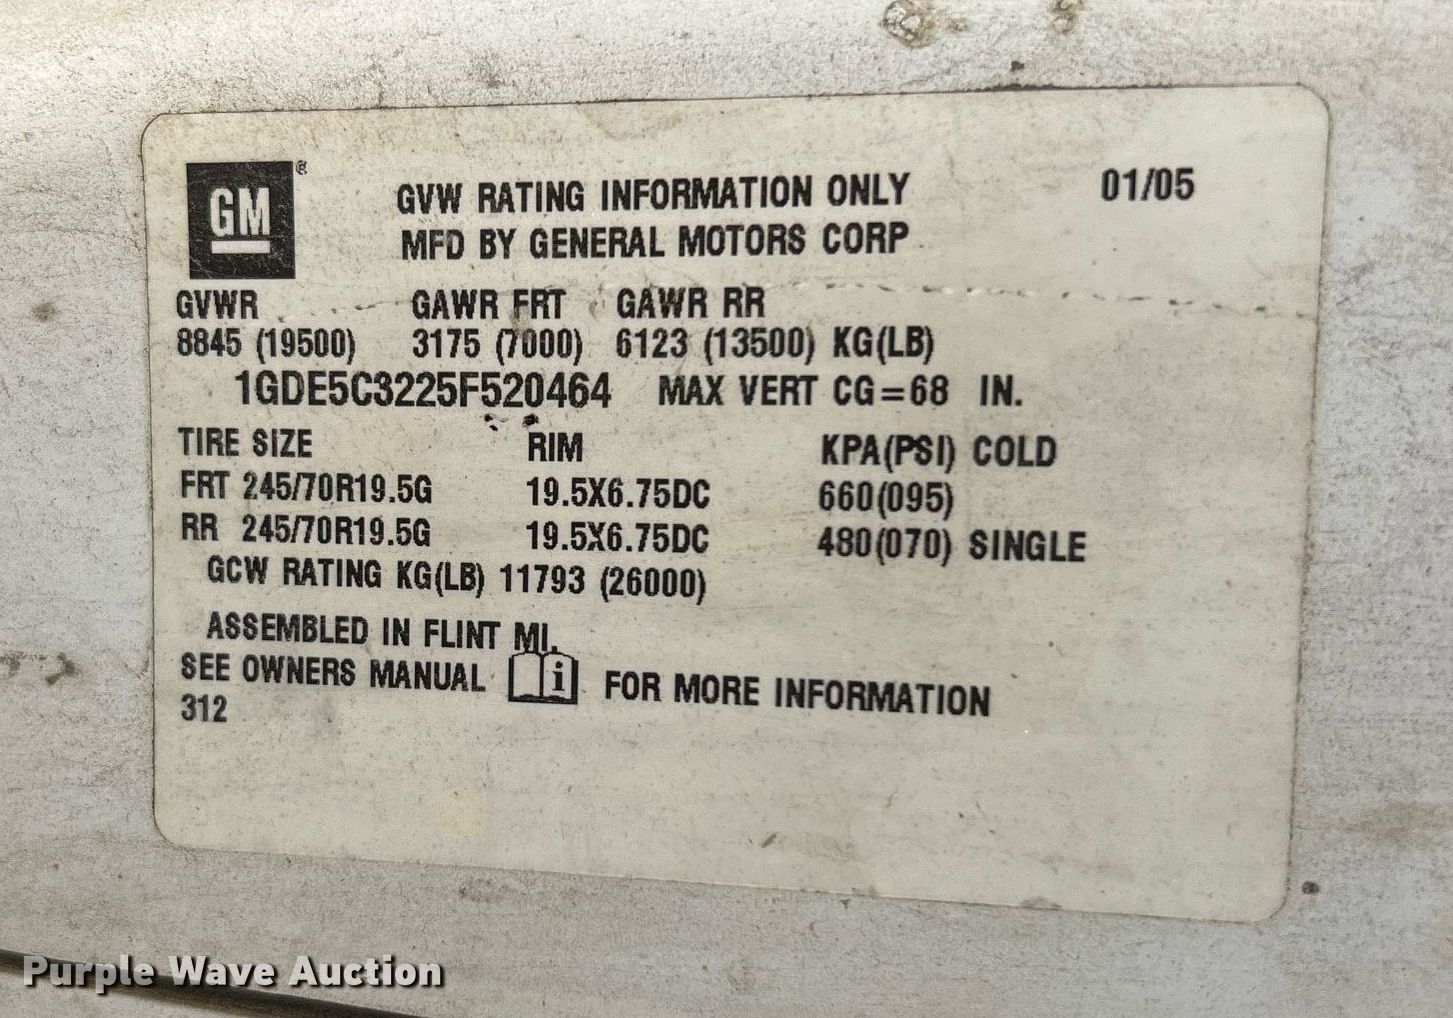 GM ®
GVW RATING INFORMATION ONLY 01/05
MFD BY GENERAL MOTORS CORP
GVWR GAWR FRT GAWR RR
8845 (19500) 3175 (7000) 6123 (13500) KG(LB)
1GDE5C3225F520464 MAX VERT CG=68 IN.
TIRE SIZE RIM KPA(PSI) COLD
FRT 245/70R19.5G 19.5X6.75DC 660(095)
RR 245/70R19.5G 19.5X6.75DC 480(070) SINGLE
GCW RATING KG(LB) 11793 (26000)
ASSEMBLED IN FLINT MI.
SEE OWNERS MANUAL i FOR MORE INFORMATION
312
Purple Wave Auction